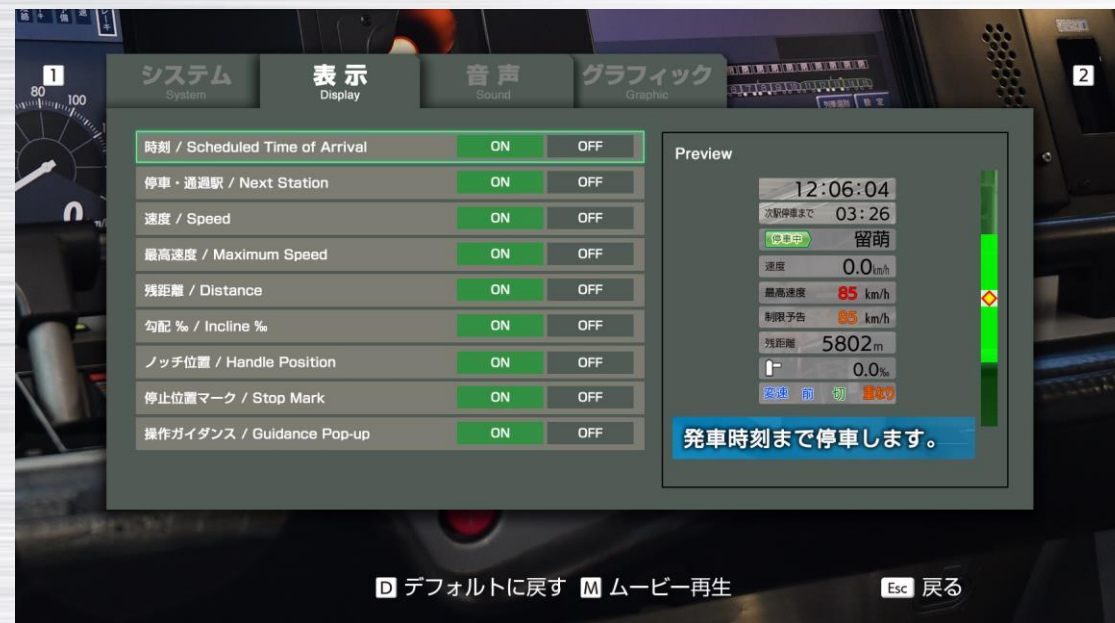 1
2
80
100
0
システム
System
表示
Display
音声
Sound
グラフィック
Graphic
時刻 / Scheduled Time of Arrival ON OFF
停車・通過駅 / Next Station ON OFF
速度 / Speed ON OFF
最高速度 / Maximum Speed ON OFF
残距離 / Distance ON OFF
勾配 ‰ / Incline ‰ ON OFF
ノッチ位置 / Handle Position ON OFF
停止位置マーク / Stop Mark ON OFF
操作ガイダンス / Guidance Pop-up ON OFF
Preview
12:06:04
次駅停車まで 03:26
停車中 留萌
速度 0.0km/h
最高速度 85 km/h
制限予告 85 km/h
残距離 5802m
0.0‰
変速 前 切 重なり
発車時刻まで停車します。
D デフォルトに戻す M ムービー再生
Esc 戻る